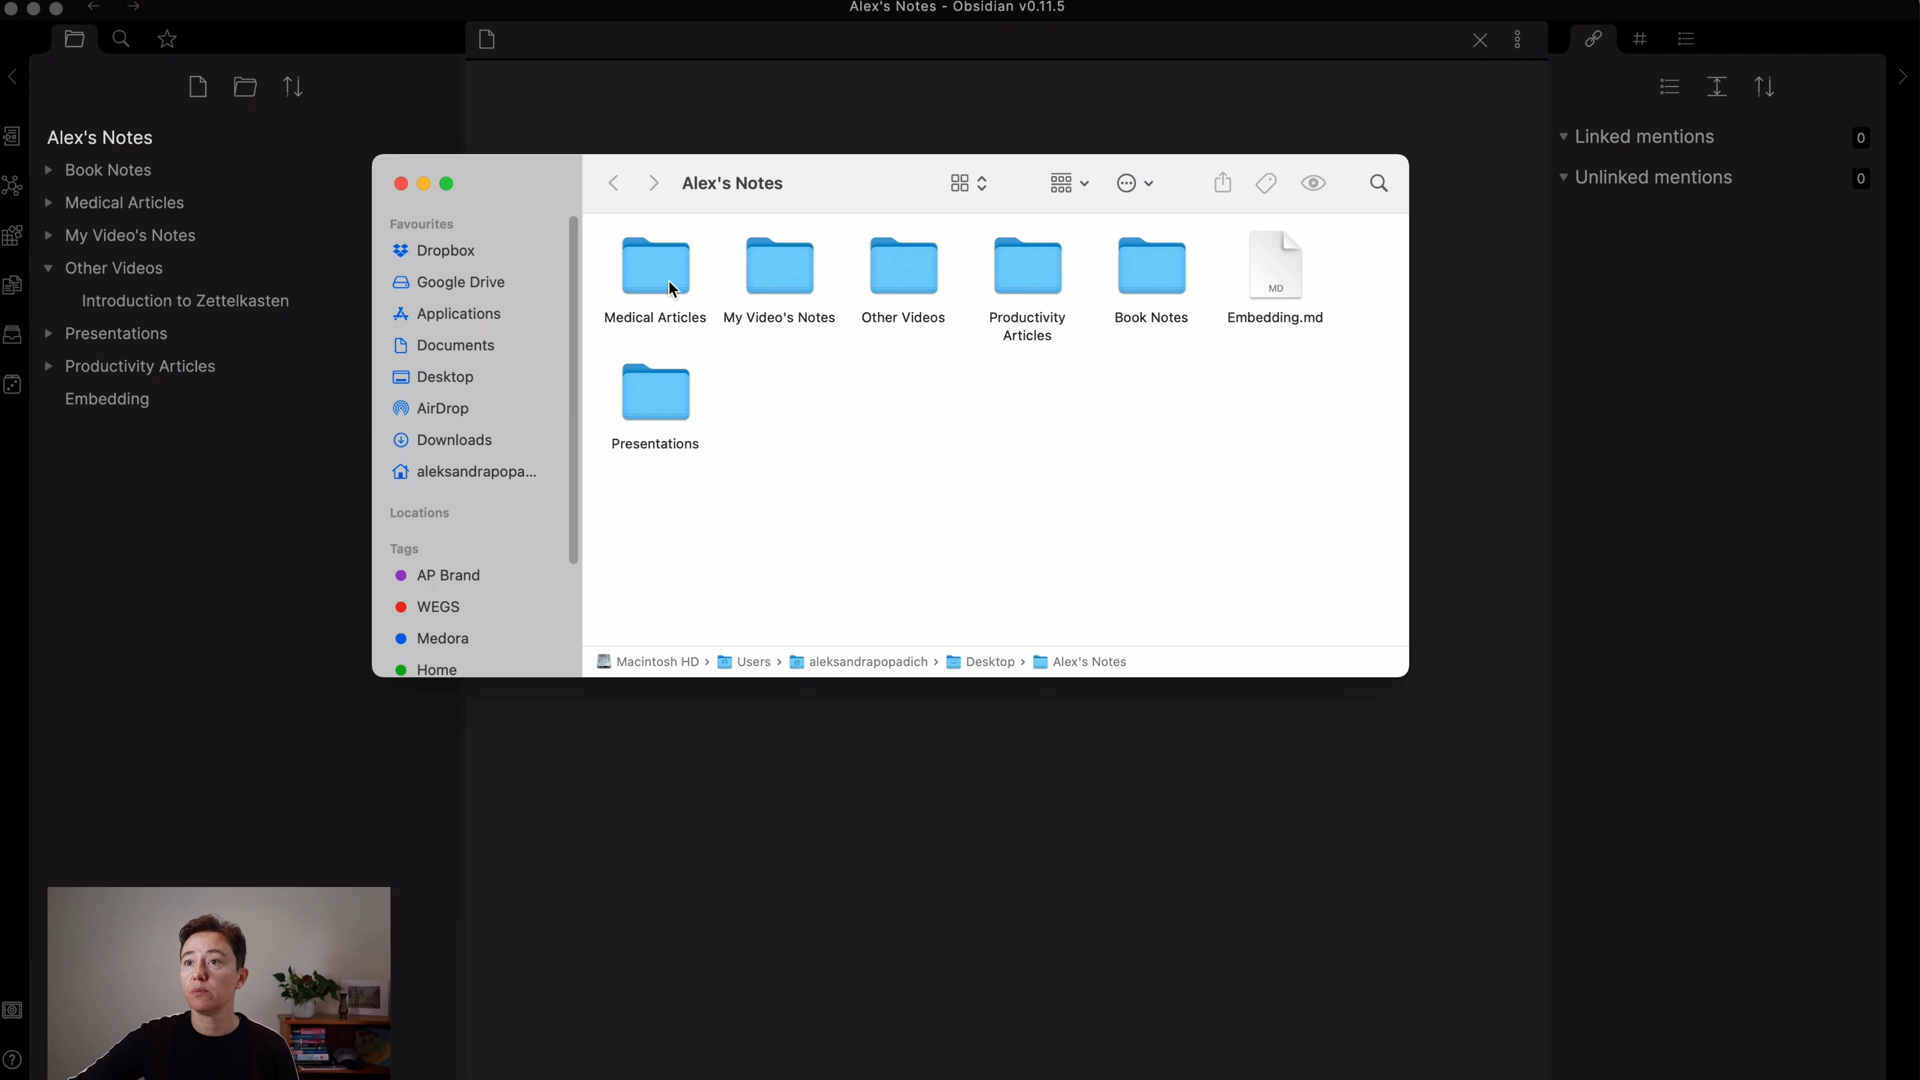 Alex's Notes - Obsidian v0.11.5
Alex's Notes
Book Notes
Medical Articles
My Video's Notes
Other Videos
Introduction to Zettelkasten
Presentations
Productivity Articles
Embedding
Favourites
Dropbox
Google Drive
Applications
Documents
Desktop
AirDrop
Downloads
aleksandrapopa...
Locations
Tags
AP Brand
WEGS
Medora
Home
Alex's Notes
Medical Articles
My Video's Notes
Other Videos
Productivity
Articles
Book Notes
MD
Embedding.md
Presentations
Macintosh HD › Users › aleksandrapopadich › Desktop › Alex's Notes
Linked mentions 0
Unlinked mentions 0